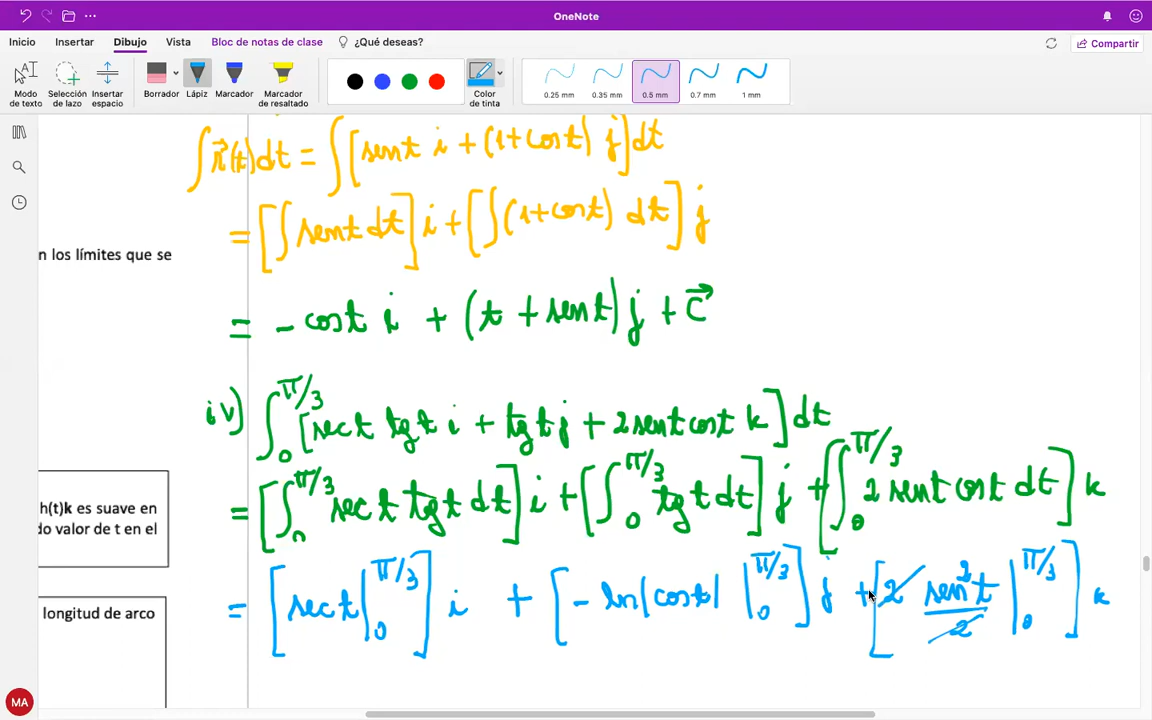 OneNote
Inicio Insertar Dibujo Vista Bloc de notas de clase ¿Qué deseas? Compartir
Modo de texto
Selección de lazo
Insertar espacio
Borrador
Lápiz
Marcador
Marcador de resaltado
Color de tinta
0.25 mm 0.35 mm 0.5 mm 0.7 mm 1 mm
∫ r⃗(t)dt = ∫ [sent i + (1+cost) j] dt
= [∫ sent dt] i + [∫ (1+cost) dt] j
n los límites que se
= - cost i + (t + sent) j + C⃗
iv) ∫₀^π/3 [sect tgt i + tgt j + 2sent cost k] dt
= [∫₀^π/3 sec t tgt dt] i + [∫₀^π/3 tg t dt] j + [∫₀^π/3 2 sent cost dt] k
h(t)k es suave en
do valor de t en el
= [sect |₀^π/3] i + [- ln|cost| |₀^π/3] j + [2 sen²t/2 |₀^π/3] k
longitud de arco
MA